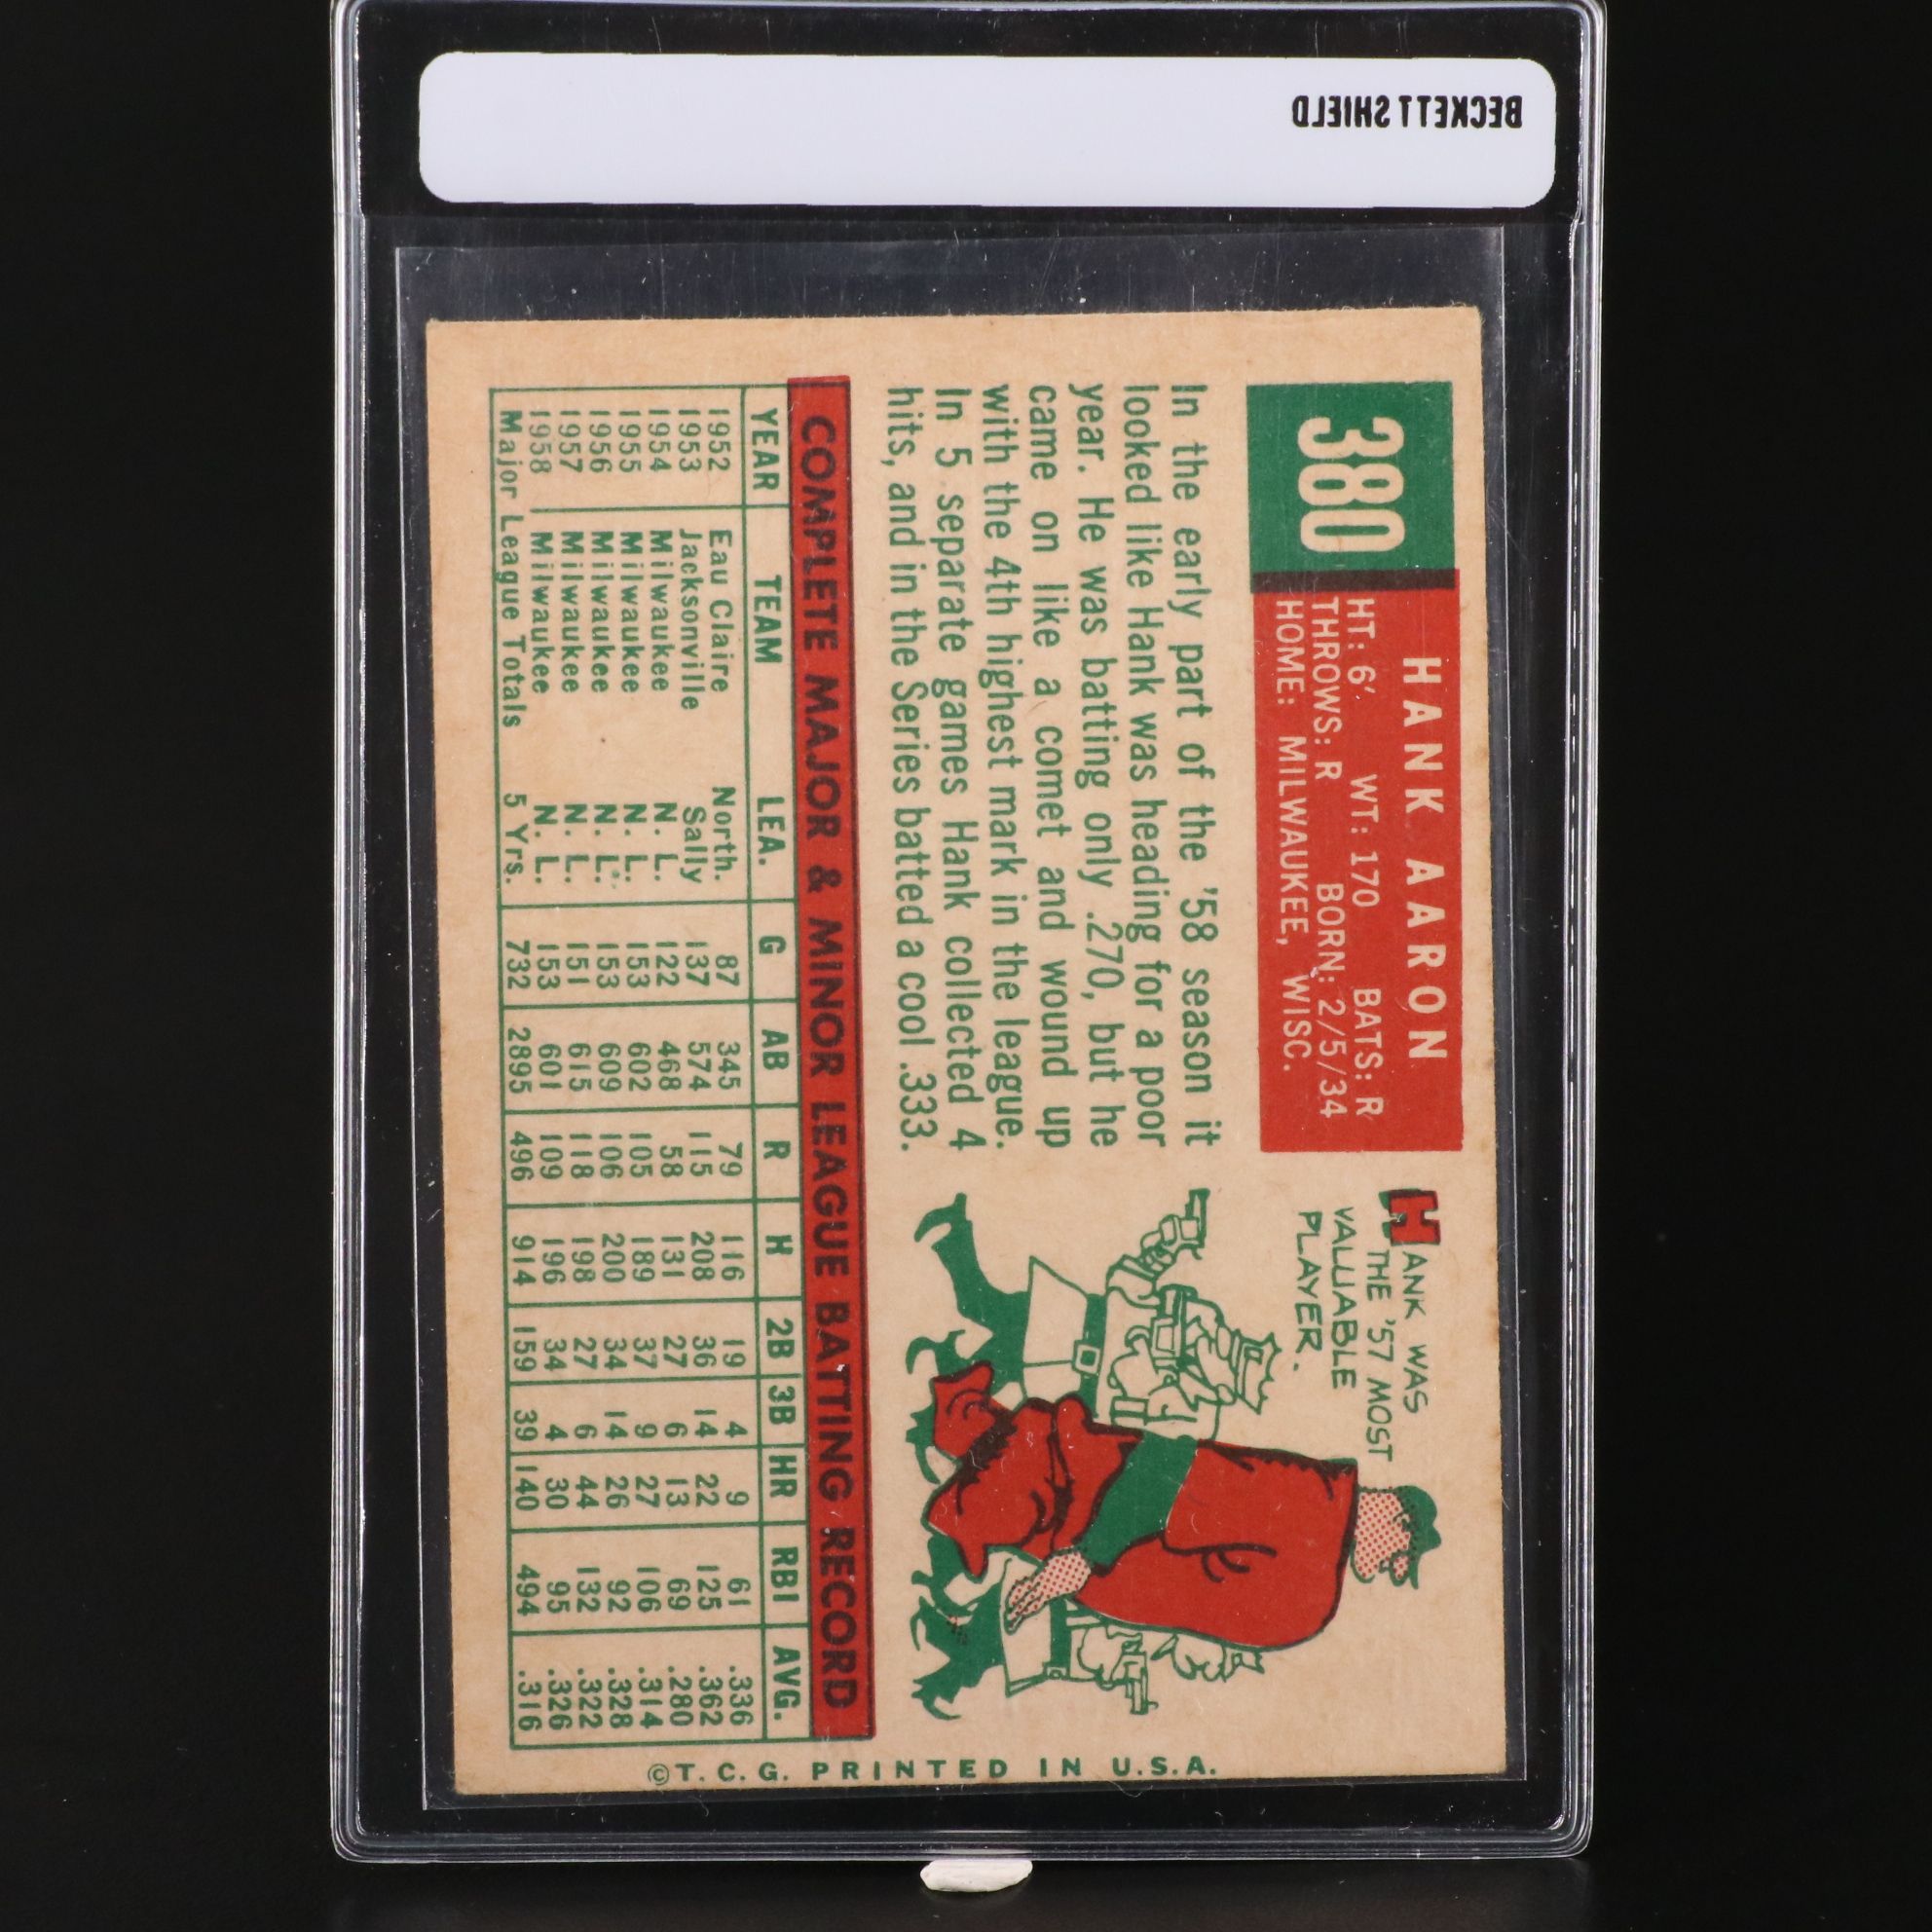 BECKETT SHIELD
380
HANK AARON
HT: 6' WT: 170 BATS: R
THROWS: R BORN: 2/5/34
HOME: MILWAUKEE, WISC.
In the early part of the '58 season it
looked like Hank was heading for a poor
year. He was batting only .270, but he
came on like a comet and wound up
with the 4th highest mark in the league.
In 5 separate games Hank collected 4
hits, and in the Series batted a cool .333.
HANK WAS
THE '57 MOST
VALUABLE
PLAYER.
COMPLETE MAJOR & MINOR LEAGUE BATTING RECORD
YEAR TEAM LEA. G AB R H 2B 3B HR RBI AVG.
1952 Eau Claire North. 87 345 79 116 19 4 9 61 .336
1953 Jacksonville Sally 137 574 115 208 36 14 22 125 .362
1954 Milwaukee N. L. 122 468 58 131 27 6 13 69 .280
1955 Milwaukee N. L. 153 602 105 189 37 9 27 106 .314
1956 Milwaukee N. L. 153 609 106 200 34 14 26 92 .328
1957 Milwaukee N. L. 151 615 118 198 27 6 44 132 .322
1958 Milwaukee N. L. 153 601 109 196 34 4 30 95 .326
Major League Totals 5 Yrs. 732 2895 496 914 159 39 140 494 .316
©T. C. G. PRINTED IN U.S.A.